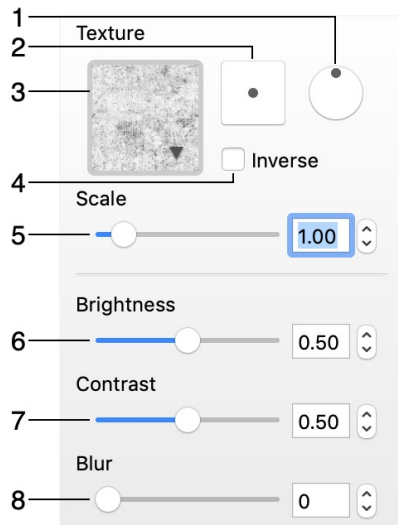 1
Texture
2
3
Inverse
4
Scale
5 1.00
Brightness
6 0.50
Contrast
7 0.50
Blur
8 0